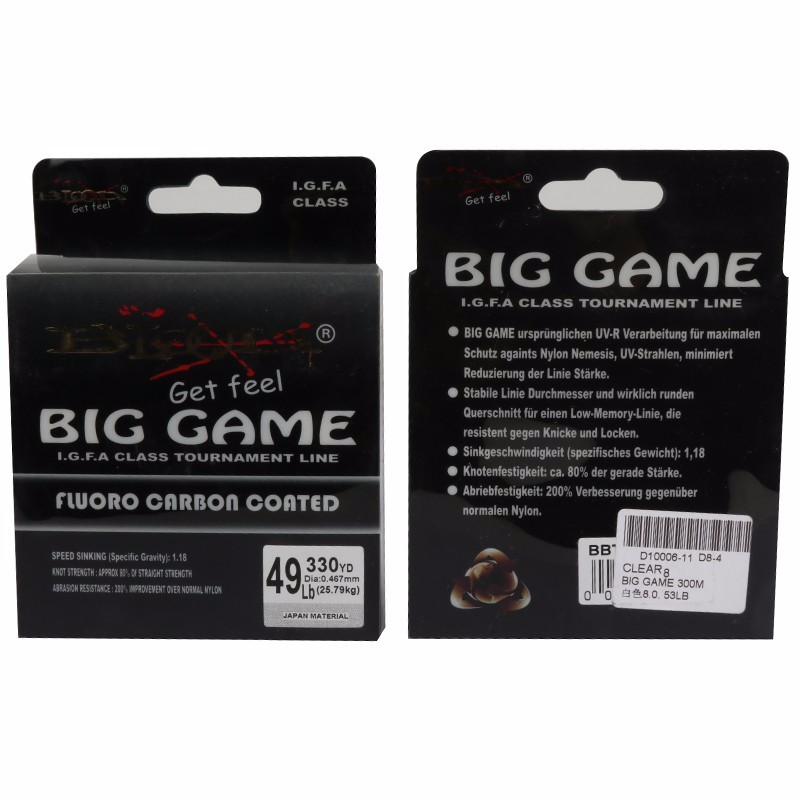 ®
Get feel
I.G.F.A
CLASS
®
Get feel
BIG GAME
I.G.F.A CLASS TOURNAMENT LINE
FLUORO CARBON COATED
SPEED SINKING (Specific Gravity): 1.18
KNOT STRENGTH : APPROX 80% OF STRAIGHT STRENGTH
ABRASION RESISTANCE : 200% IMPROVEMENT OVER NORMAL NYLON
49 Lb
330YD
Dia:0.467mm
(25.79kg)
JAPAN MATERIAL
®
Get feel
BIG GAME
I.G.F.A CLASS TOURNAMENT LINE
BIG GAME ursprünglichen UV-R Verarbeitung für maximalen
Schutz againts Nylon Nemesis, UV-Strahlen, minimiert
Reduzierung der Linie Stärke.
Stabile Linie Durchmesser und wirklich runden
Querschnitt für einen Low-Memory-Linie, die
resistent gegen Knicke und Locken.
Sinkgeschwindigkeit (spezifisches Gewicht): 1,18
Knotenfestigkeit: ca. 80% der gerade Stärke.
Abriebfestigkeit: 200% Verbesserung gegenüber
normalen Nylon.
D10006-11 D8-4
CLEAR8
BIG GAME 300M
白色8.0. 53LB